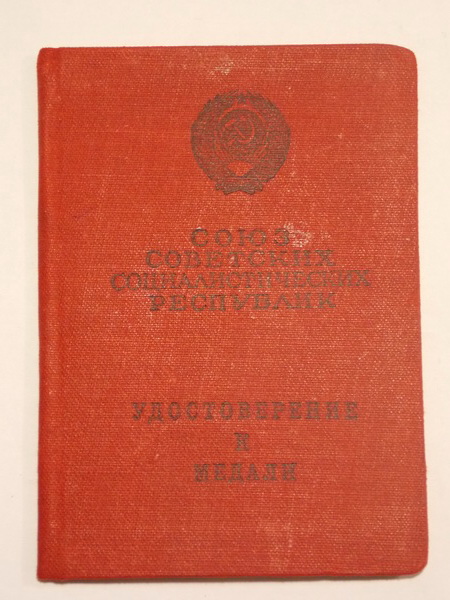 СОЮЗ
СОВЕТСКИХ
СОЦИАЛИСТИЧЕСКИХ
РЕСПУБЛИК
УДОСТОВЕРЕНИЕ
К
МЕДАЛИ